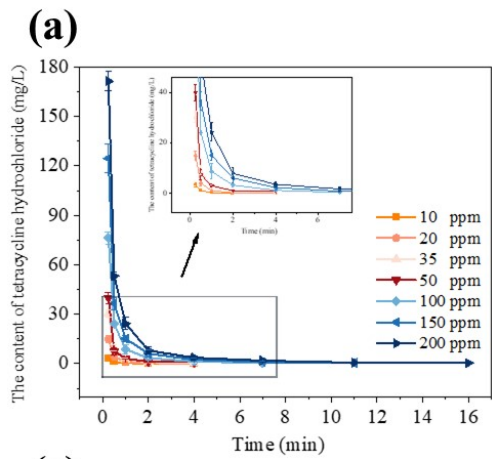 (a)
The content of tetracycline hydrochloride (mg/L)
180
150
120
90
60
30
0
0 2 4 6 8 10 12 14 16
Time (min)
The content of tetracycline hydrochloride (mg/L)
40
20
0
0 2 4 6
Time (min)
10 ppm
20 ppm
35 ppm
50 ppm
100 ppm
150 ppm
200 ppm